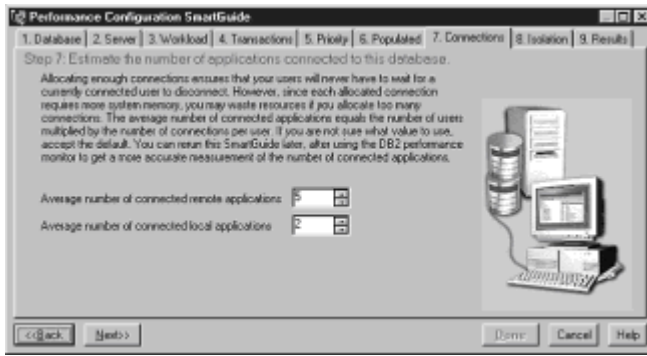 Performance Configuration SmartGuide
1. Database 2. Server 3. Workload 4. Transactions 5. Priority 6. Populated 7. Connections 8. Isolation 9. Results
Step 7: Estimate the number of applications connected to this database.
Allocating enough connections ensures that your users will never have to wait for a
currently connected user to disconnect. However, since each allocated connection
requires more system memory, you may waste resources if you allocate too many
connections. The average number of connected applications equals the number of users
multiplied by the number of connections per user. If you are not sure what value to use,
accept the default. You can rerun this SmartGuide later, after using the DB2 performance
monitor to get a more accurate measurement of the number of connected applications.
Average number of connected remote applications 5
Average number of connected local applications 2
<<Back Next>> Done Cancel Help